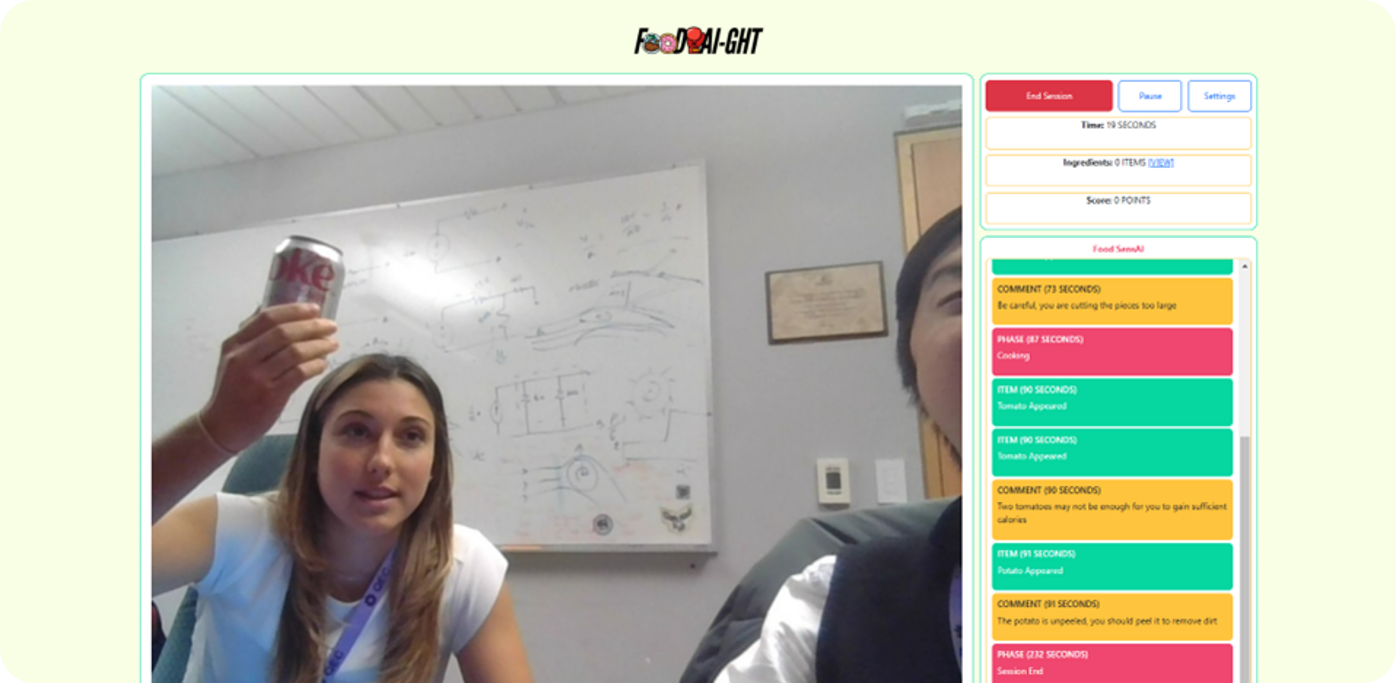 FOOD AI-GHT
End Session
Pause
Settings
Time: 19 SECONDS
Ingredients: 0 ITEMS [VIEW]
Score: 0 POINTS
Food SensAI
COMMENT (73 SECONDS)
Be careful, you are cutting the pieces too large
PHASE (87 SECONDS)
Cooking
ITEM (90 SECONDS)
Tomato Appeared
ITEM (90 SECONDS)
Tomato Appeared
COMMENT (90 SECONDS)
Two tomatoes may not be enough for you to gain sufficient
calories
ITEM (91 SECONDS)
Potato Appeared
COMMENT (91 SECONDS)
The potato is unpeeled, you should peel it to remove dirt
PHASE (232 SECONDS)
Session End
oke
OEC